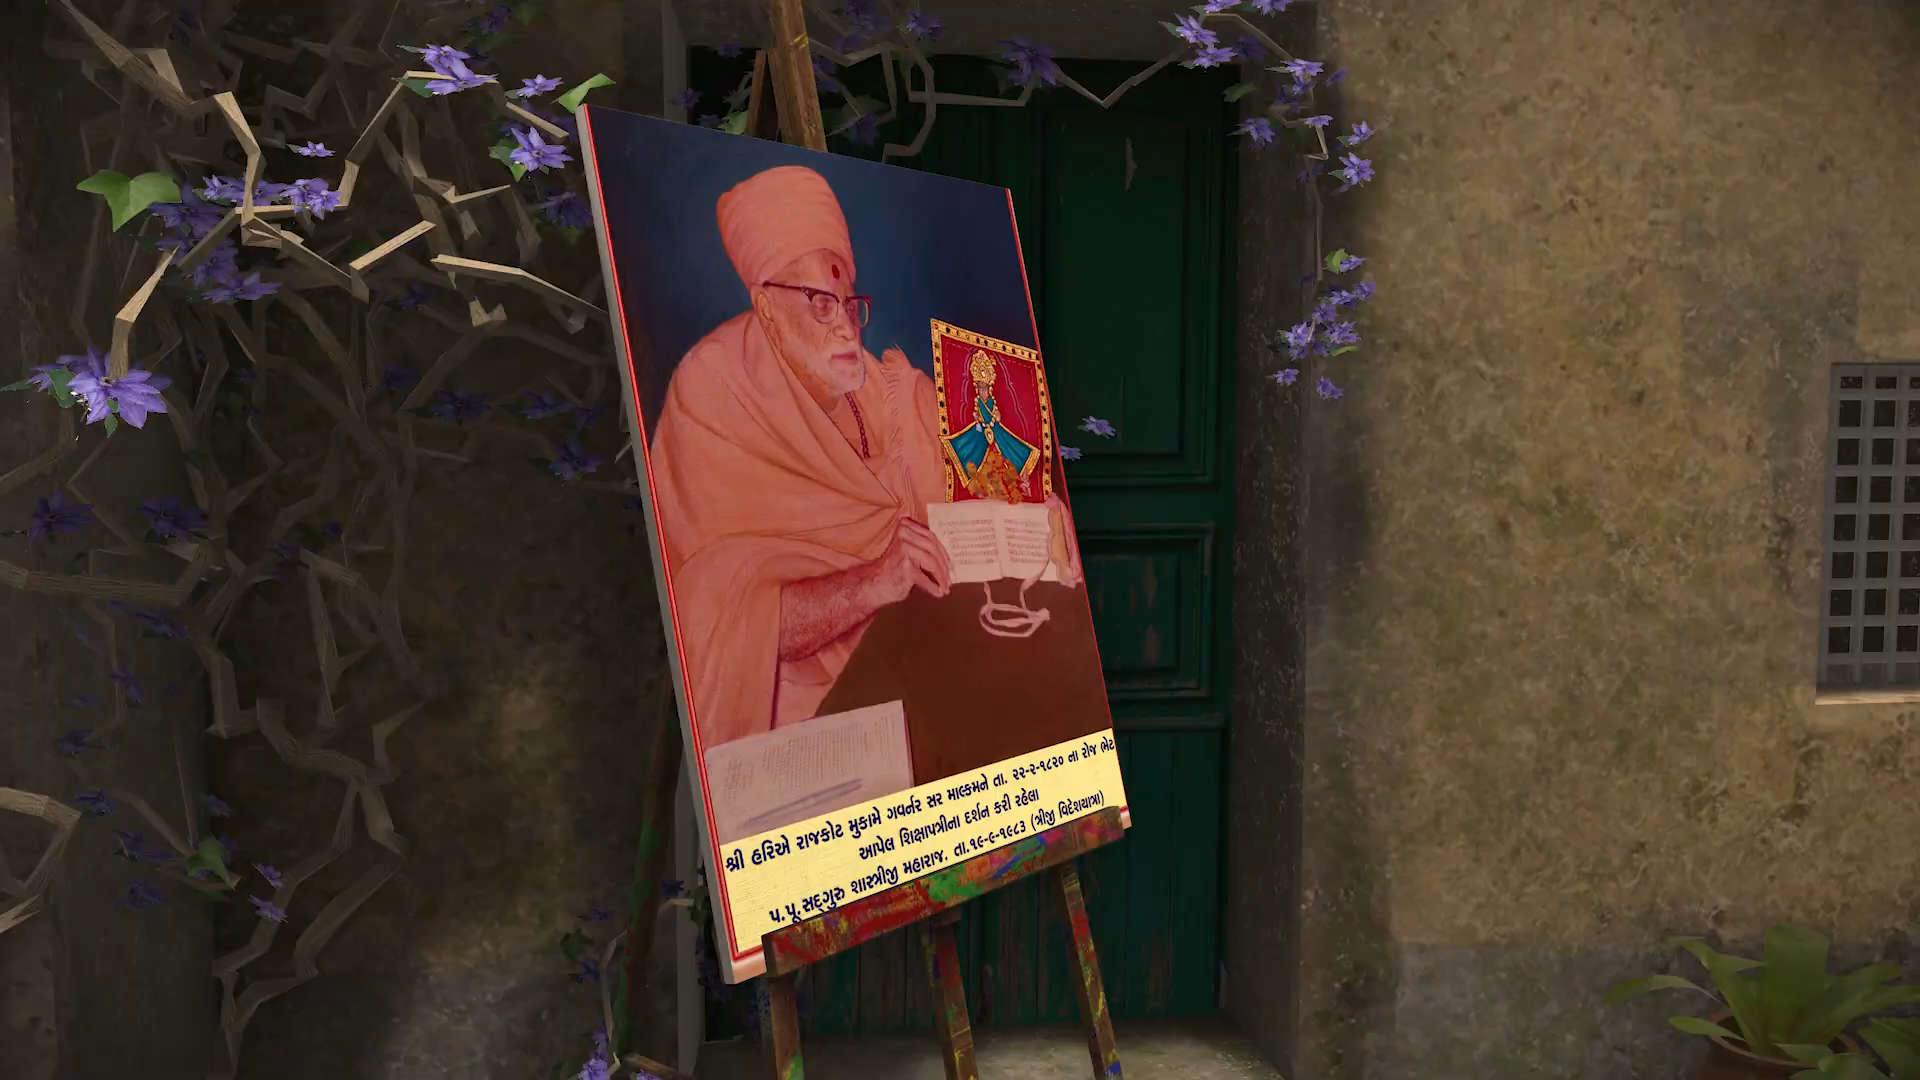 શ્રી હરિએ રાજકોટ મુકામે ગવર્નર સર માલ્કમને તા. ૨૨-૨-૧૮૨૦ ના રોજ ભેટ
આપેલ શિક્ષાપત્રીના દર્શન કરી રહેલા
પ.પૂ.સદ્‌ગુરુ શાસ્ત્રીજી મહારાજ. તા.૧૯-૯-૧૯૮૩ (ત્રીજી વિદેશયાત્રા)